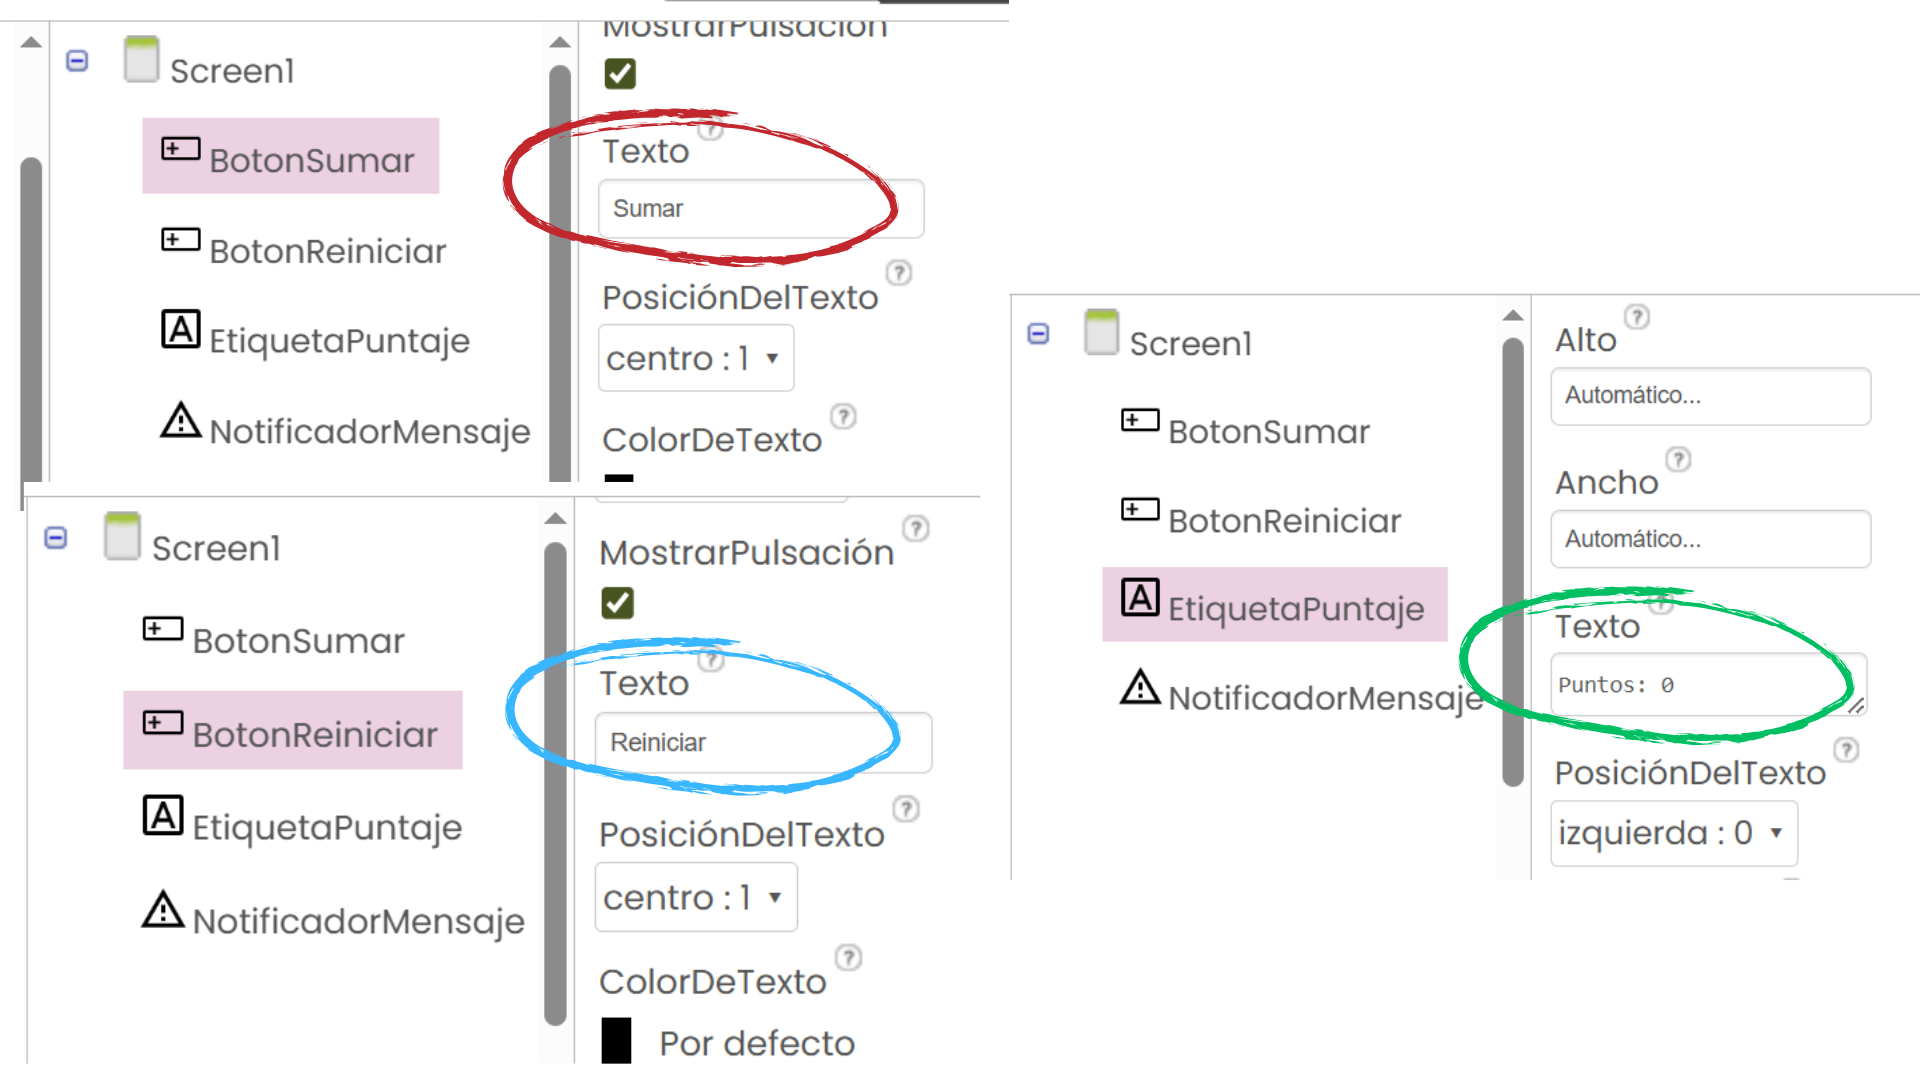 MostrarPulsación
Screen1
BotonSumar
BotonReiniciar
EtiquetaPuntaje
NotificadorMensaje
Texto ?
Sumar
PosiciónDelTexto ?
centro : 1
ColorDeTexto ?
Screen1
BotonSumar
BotonReiniciar
EtiquetaPuntaje
NotificadorMensaje
MostrarPulsación ?
Texto ?
Reiniciar
PosiciónDelTexto ?
centro : 1
ColorDeTexto ?
Por defecto
Screen1
BotonSumar
BotonReiniciar
EtiquetaPuntaje
NotificadorMensaje
Alto ?
Automático...
Ancho ?
Automático...
Texto ?
Puntos: 0
PosiciónDelTexto ?
izquierda : 0